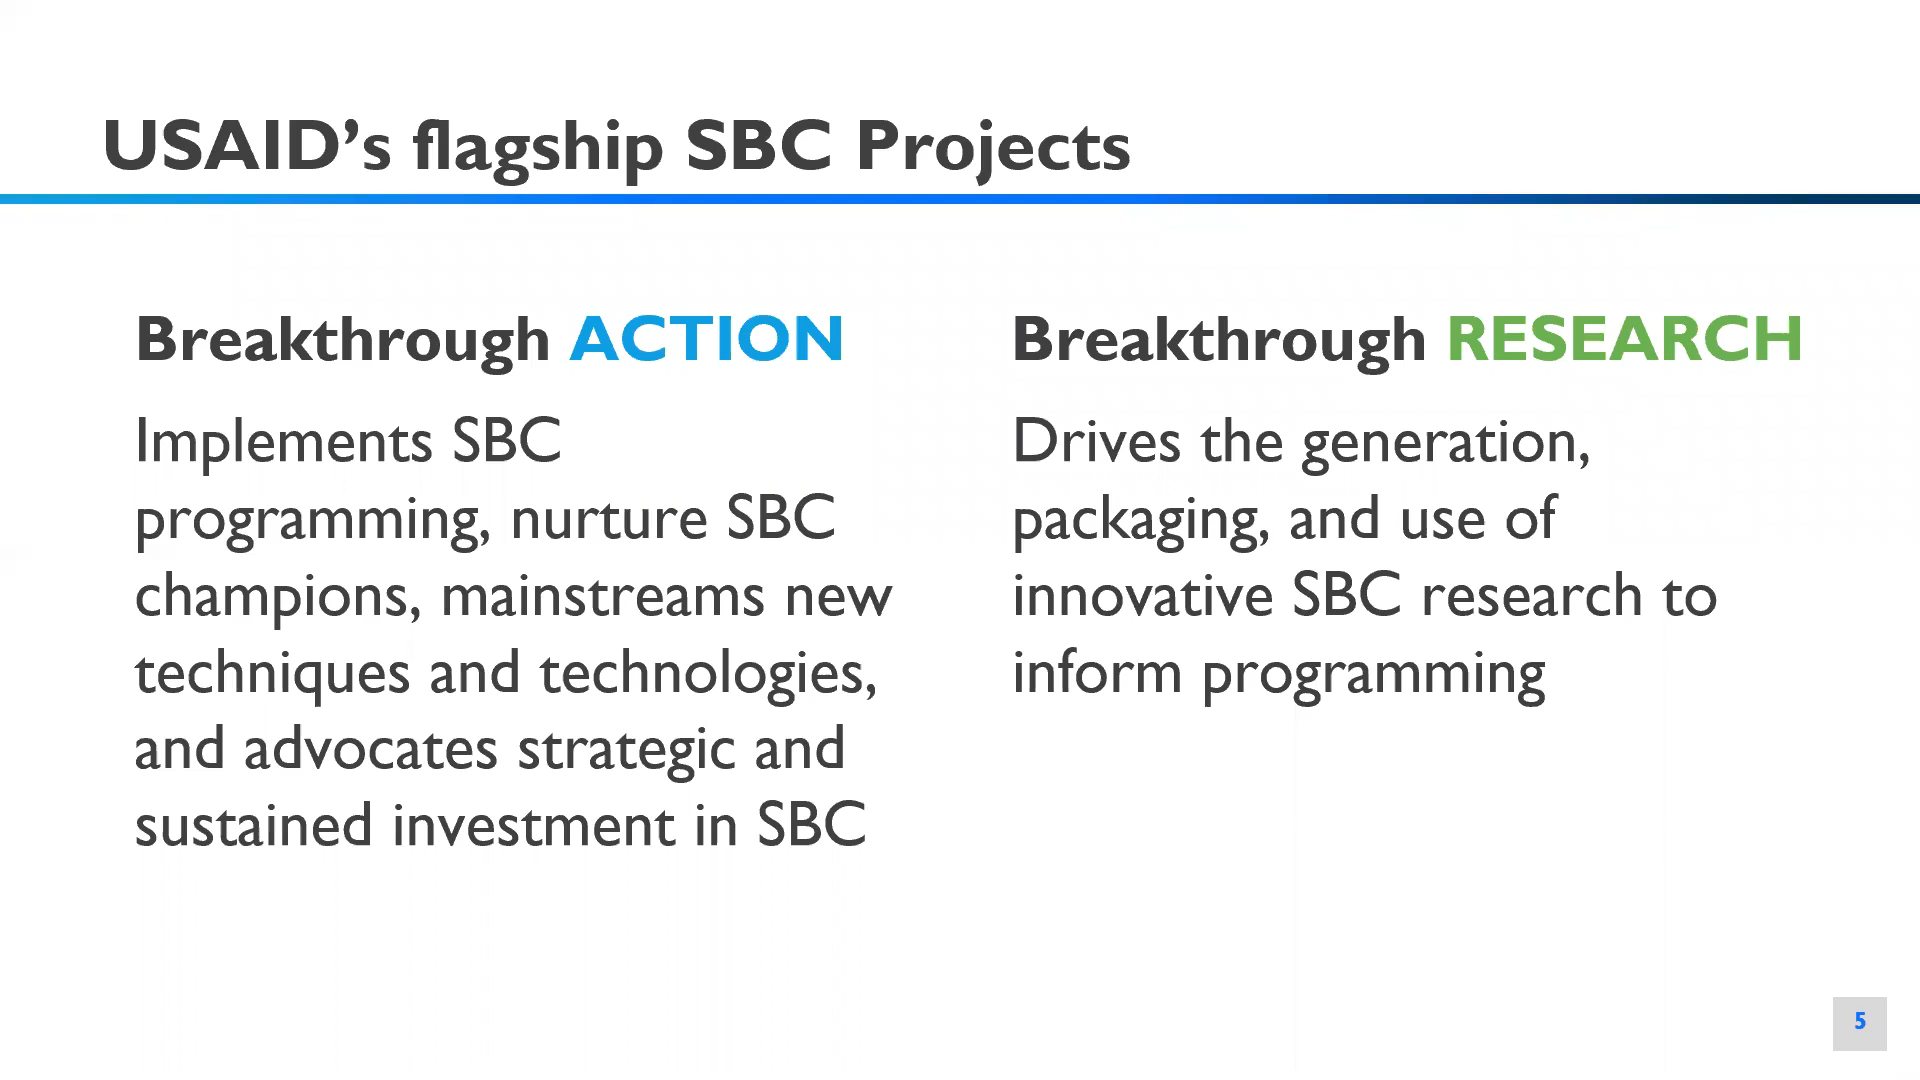 USAID’s flagship SBC Projects
Breakthrough ACTION
Implements SBC
programming, nurture SBC
champions, mainstreams new
techniques and technologies,
and advocates strategic and
sustained investment in SBC
Breakthrough RESEARCH
Drives the generation,
packaging, and use of
innovative SBC research to
inform programming
5